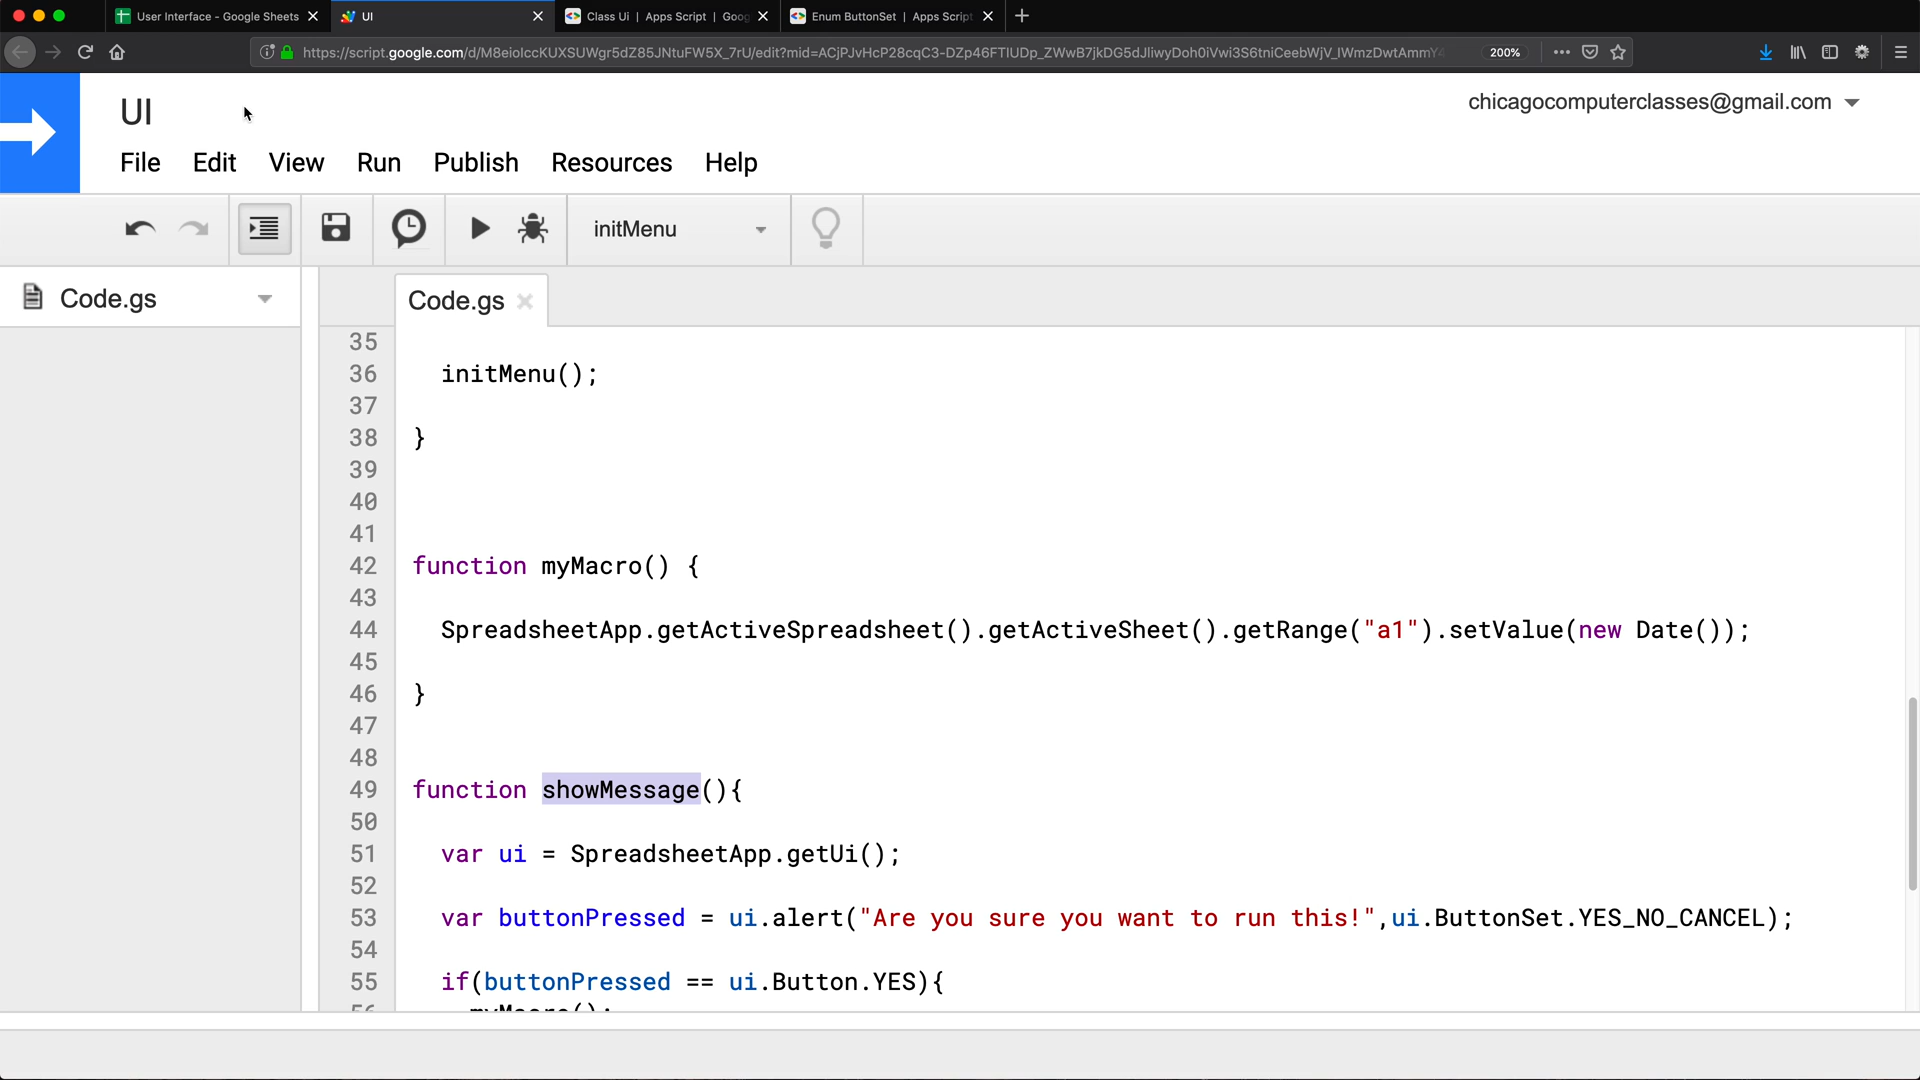 User Interface - Google Sheets
UI
Class Ui | Apps Script | Goo
Enum ButtonSet | Apps Script
200%
UI
chicagocomputerclasses@gmail.com
File Edit View Run Publish Resources Help
initMenu
Code.gs
Code.gs
35
36 initMenu();
37
38 }
39
40
41
42 function myMacro() {
43
44 SpreadsheetApp.getActiveSpreadsheet().getActiveSheet().getRange("a1").setValue(new Date());
45
46 }
47
48
49 function showMessage(){
50
51 var ui = SpreadsheetApp.getUi();
52
53 var buttonPressed = ui.alert("Are you sure you want to run this!",ui.ButtonSet.YES_NO_CANCEL);
54
55 if(buttonPressed == ui.Button.YES){
56 myMacro();